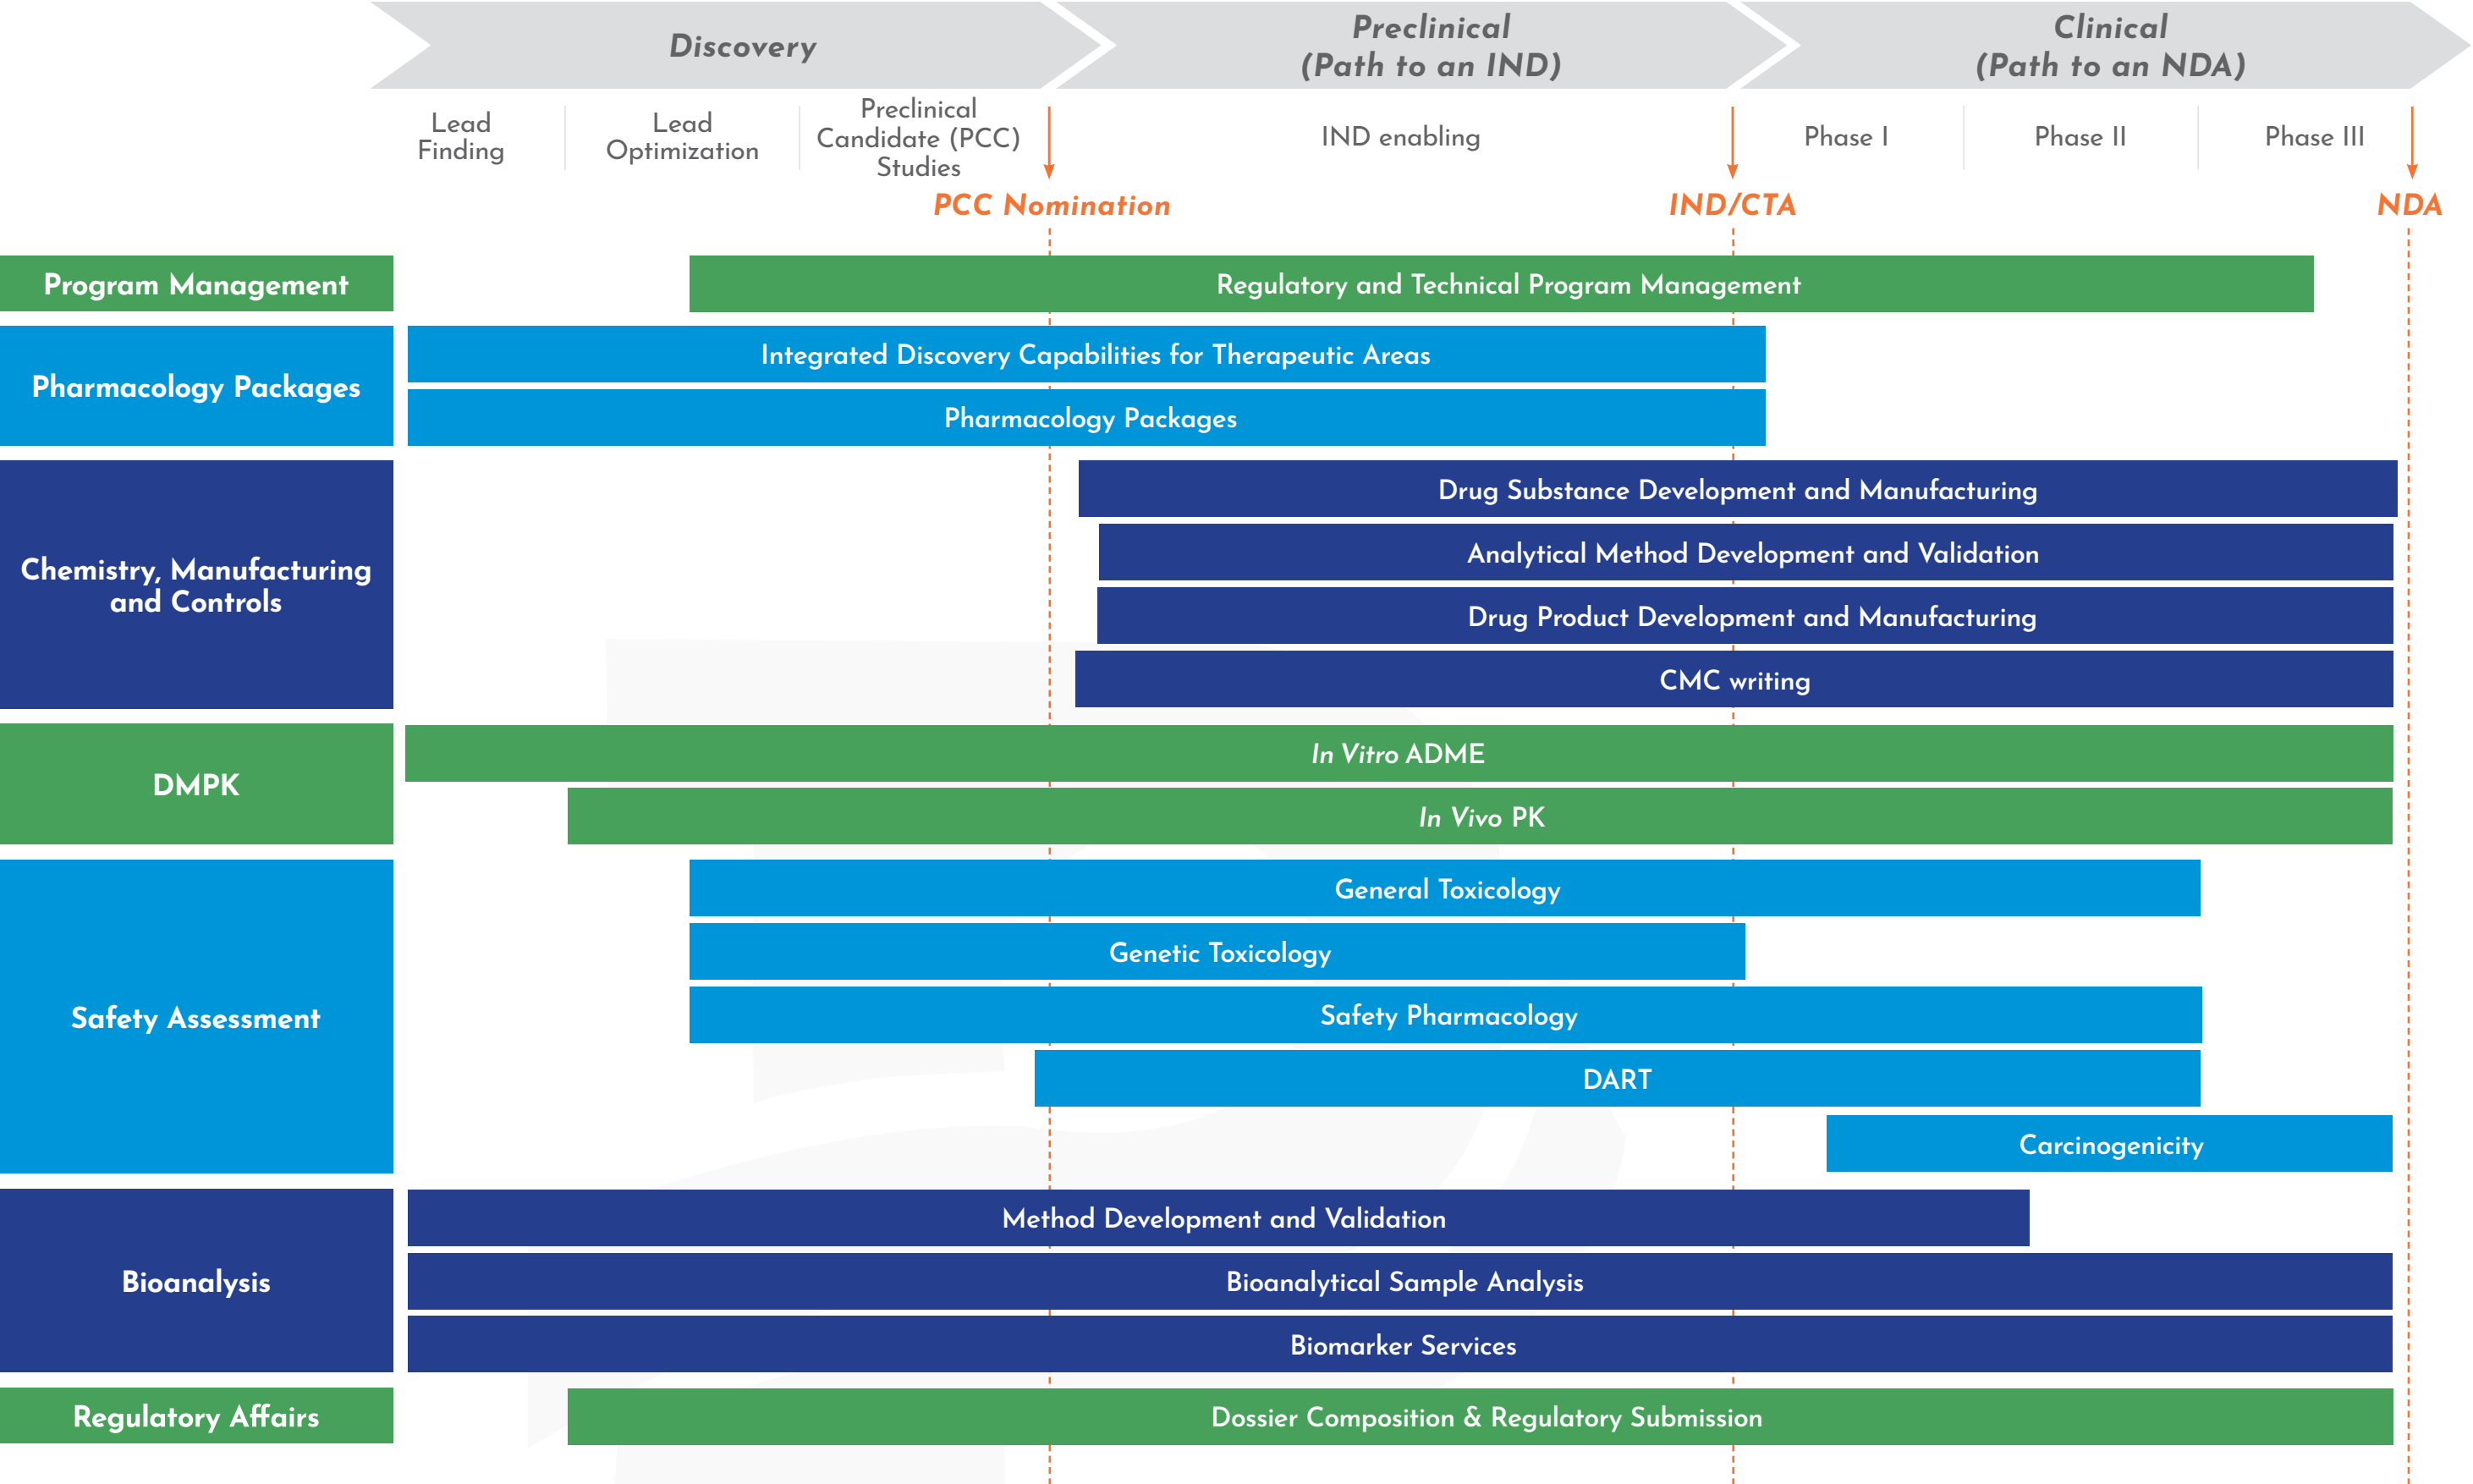 Discovery
Preclinical
(Path to an IND)
Clinical
(Path to an NDA)
Lead
Finding
Lead
Optimization
Preclinical
Candidate (PCC)
Studies
IND enabling
Phase I
Phase II
Phase III
PCC Nomination
IND/CTA
NDA
Program Management
Regulatory and Technical Program Management
Pharmacology Packages
Integrated Discovery Capabilities for Therapeutic Areas
Pharmacology Packages
Chemistry, Manufacturing
and Controls
Drug Substance Development and Manufacturing
Analytical Method Development and Validation
Drug Product Development and Manufacturing
CMC writing
DMPK
In Vitro ADME
In Vivo PK
Safety Assessment
General Toxicology
Genetic Toxicology
Safety Pharmacology
DART
Carcinogenicity
Bioanalysis
Method Development and Validation
Bioanalytical Sample Analysis
Biomarker Services
Regulatory Affairs
Dossier Composition & Regulatory Submission